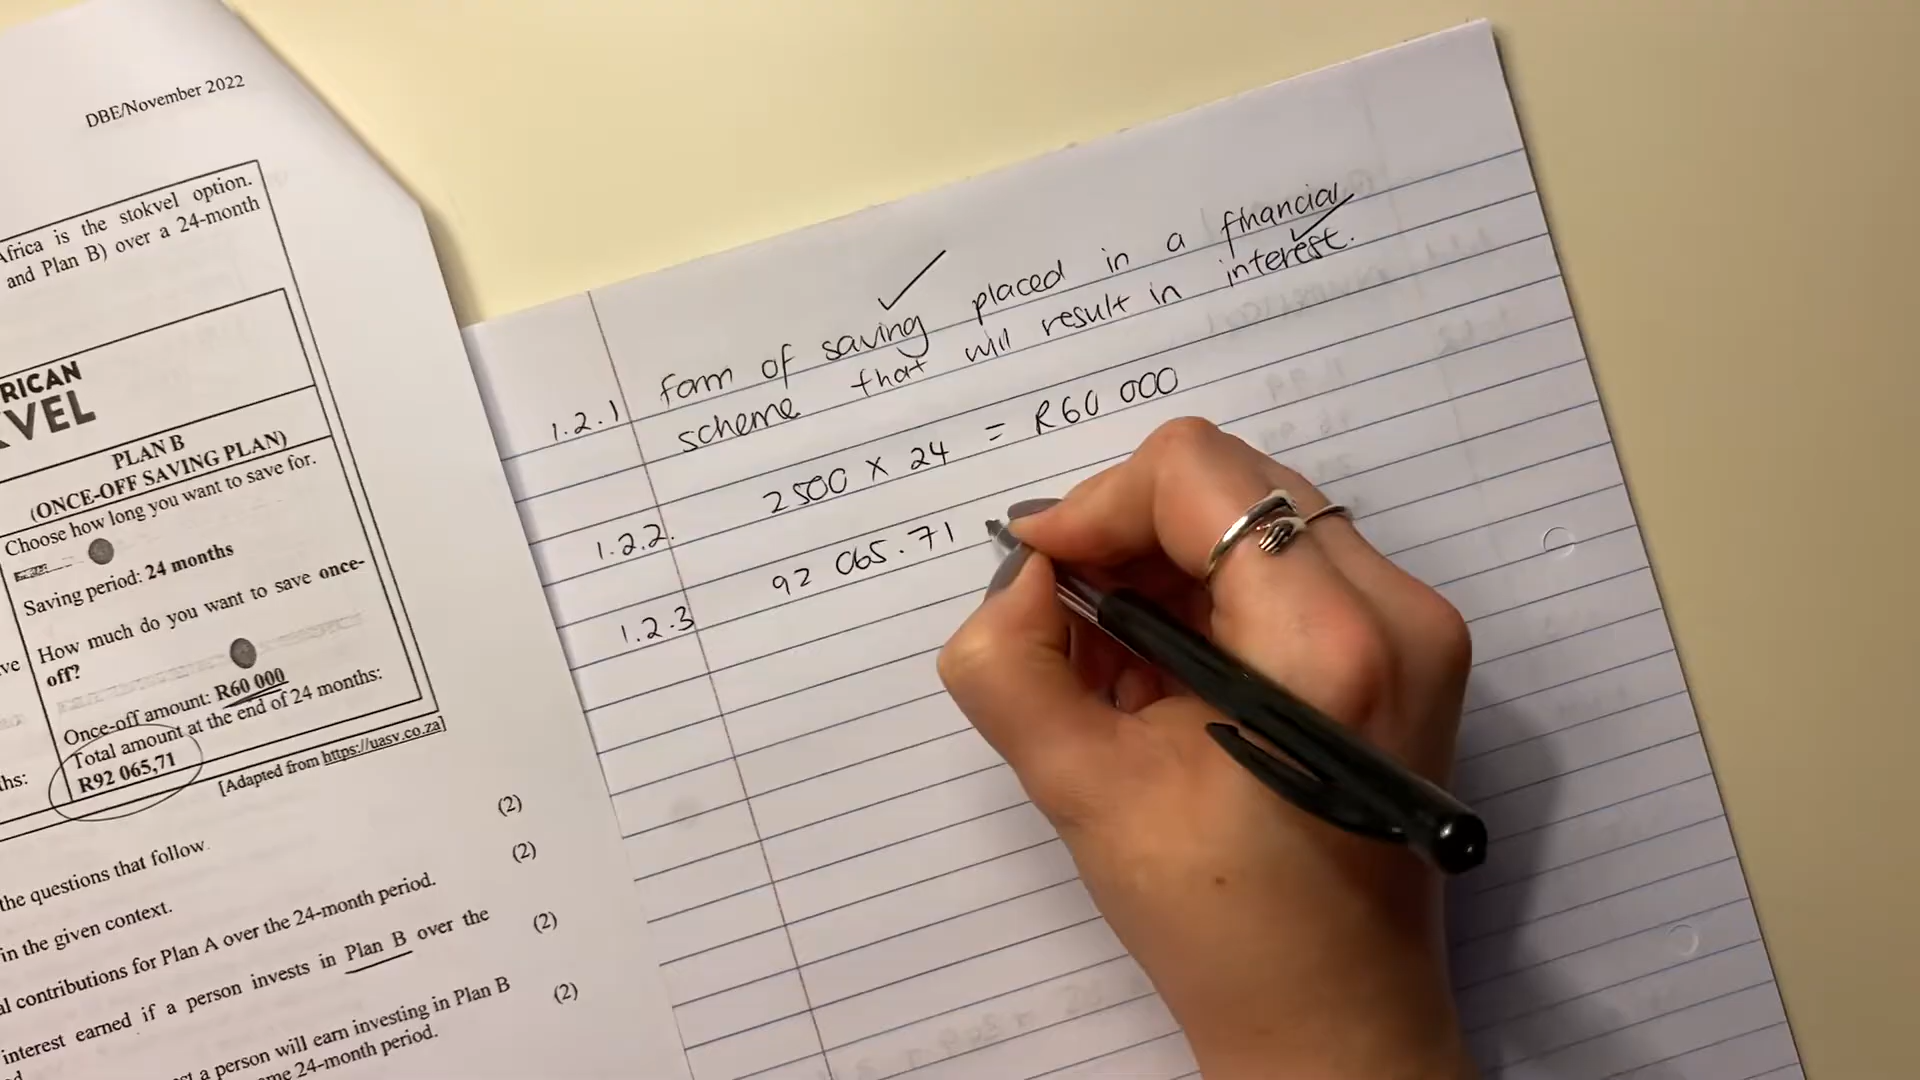 DBE/November 2022
Africa is the stokvel option.
and Plan B) over a 24-month
RICAN
VEL
PLAN B
(ONCE-OFF SAVING PLAN)
Choose how long you want to save for.
Saving period: 24 months
How much do you want to save once-
off?
Once-off amount: R60 000
Total amount at the end of 24 months:
R92 065,71
[Adapted from https://uasv.co.za]
the questions that follow.
(2)
in the given context.
(2)
contributions for Plan A over the 24-month period.
(2)
interest earned if a person invests in Plan B over the
a person will earn investing in Plan B
(2)
24-month period.
1.2.1 form of saving placed in a financial
scheme that will result in interest.
1.2.2. 2500 x 24 = R60 000
1.2.3 92 065.71